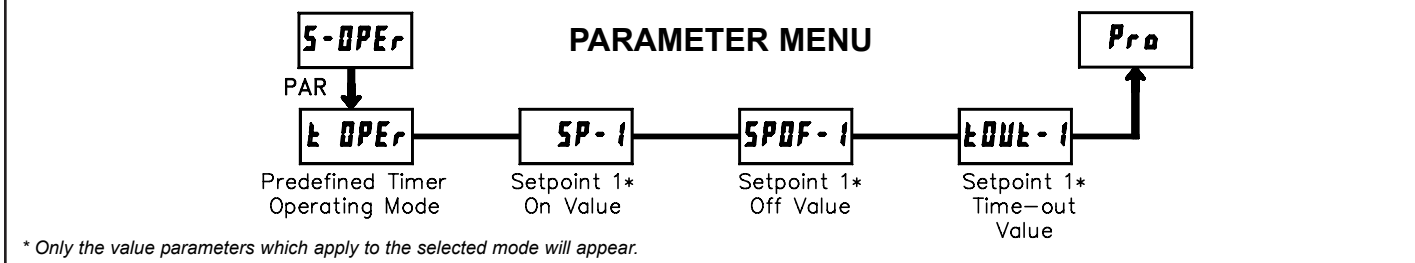 S-OPEr
PARAMETER MENU
Pro
PAR
t OPEr
SP-1
SPOF-1
tOUt-1
Predefined Timer
Operating Mode
Setpoint 1*
On Value
Setpoint 1*
Off Value
Setpoint 1*
Time-out
Value
* Only the value parameters which apply to the selected mode will appear.